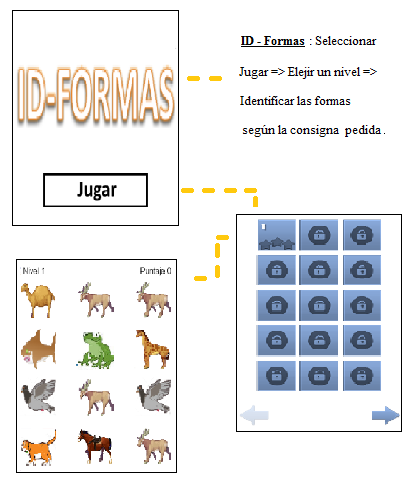 ID-FORMAS
Jugar
ID - Formas : Seleccionar
Jugar => Elejir un nivel =>
Identificar las formas
según la consigna pedida .
Nivel 1 Puntaje 0